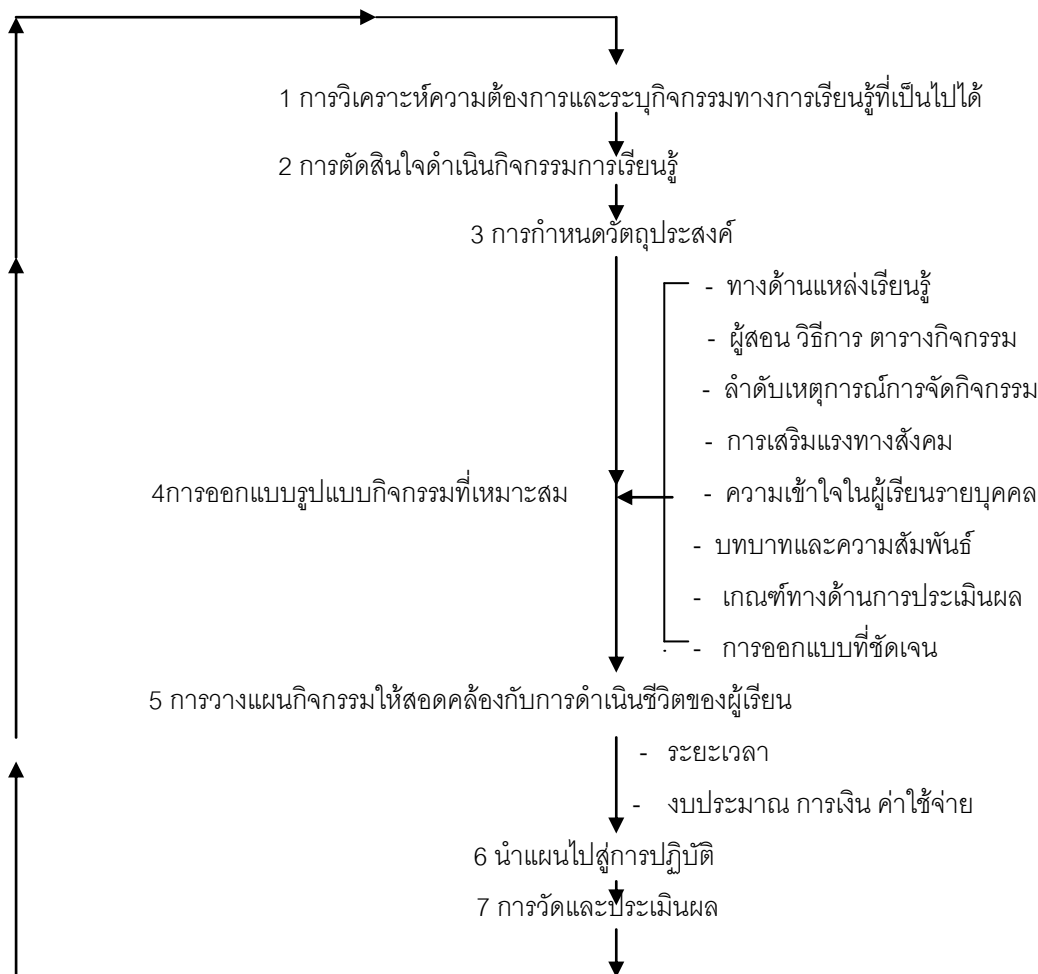 1 การวิเคราะห์ความต้องการและระบุกิจกรรมทางการเรียนรู้ที่เป็นไปได้
2 การตัดสินใจดำเนินกิจกรรมการเรียนรู้
3 การกำหนดวัตถุประสงค์
- ทางด้านแหล่งเรียนรู้
- ผู้สอน วิธีการ ตารางกิจกรรม
- ลำดับเหตุการณ์การจัดกิจกรรม
- การเสริมแรงทางสังคม
4การออกแบบรูปแบบกิจกรรมที่เหมาะสม
- ความเข้าใจในผู้เรียนรายบุคคล
- บทบาทและความสัมพันธ์
- เกณฑ์ทางด้านการประเมินผล
- การออกแบบที่ชัดเจน
5 การวางแผนกิจกรรมให้สอดคล้องกับการดำเนินชีวิตของผู้เรียน
- ระยะเวลา
- งบประมาณ การเงิน ค่าใช้จ่าย
6 นำแผนไปสู่การปฏิบัติ
7 การวัดและประเมินผล